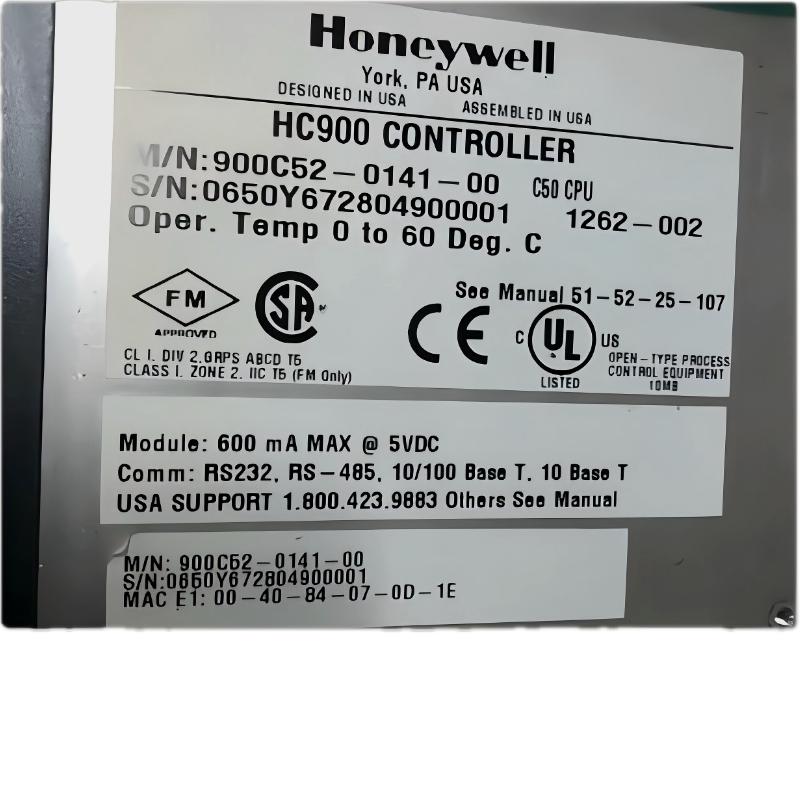 Honeywell
York, PA USA
DESIGNED IN USA ASSEMBLED IN USA
HC900 CONTROLLER
M/N:900C52-0141-00 C50 CPU
S/N:0650Y672804900001 1262-002
Oper. Temp 0 to 60 Deg. C
See Manual 51-52-25-107
FM
APPROVED
SA
CE
C UL US
LISTED
OPEN-TYPE PROCESS
CONTROL EQUIPMENT
10MB
CL I. DIV 2.GRPS ABCD T5
CLASS I. ZONE 2. IIC T5 (FM Only)
Module: 600 mA MAX @ 5VDC
Comm: RS232, RS-485, 10/100 Base T. 10 Base T
USA SUPPORT 1.800.423.9883 Others See Manual
M/N: 900C52-0141-00
S/N:0650Y672804900001
MAC E1: 00-40-84-07-0D-1E